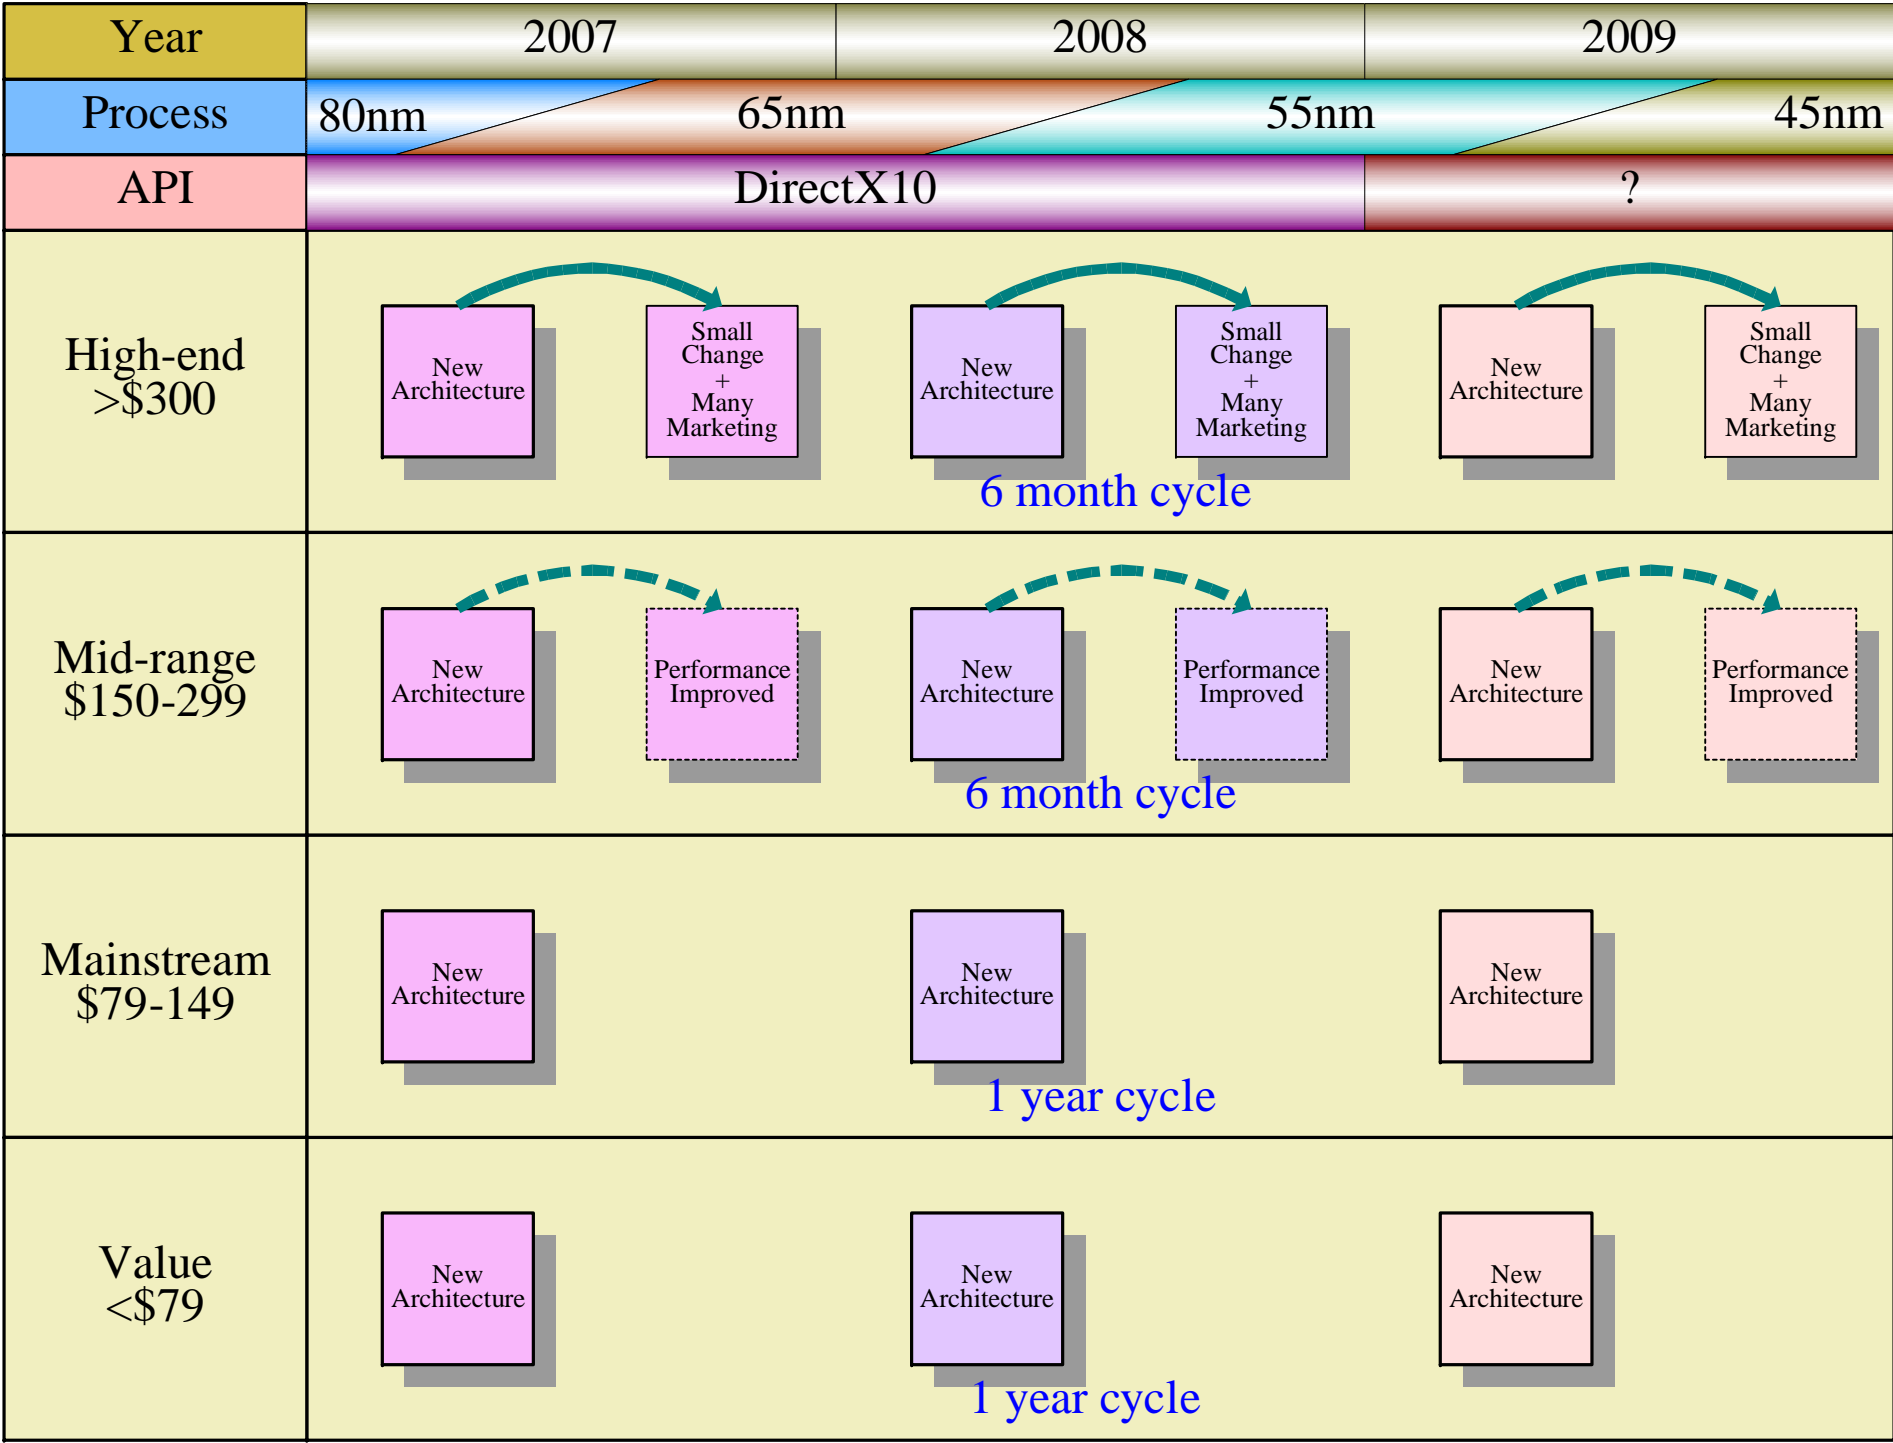 Year
2007
2008
2009
Process
80nm
65nm
55nm
45nm
API
DirectX10
?
High-end
>$300
New
Architecture
Small
Change
+
Many
Marketing
New
Architecture
Small
Change
+
Many
Marketing
New
Architecture
Small
Change
+
Many
Marketing
6 month cycle
Mid-range
$150-299
New
Architecture
Performance
Improved
New
Architecture
Performance
Improved
New
Architecture
Performance
Improved
6 month cycle
Mainstream
$79-149
New
Architecture
New
Architecture
New
Architecture
1 year cycle
Value
<$79
New
Architecture
New
Architecture
New
Architecture
1 year cycle